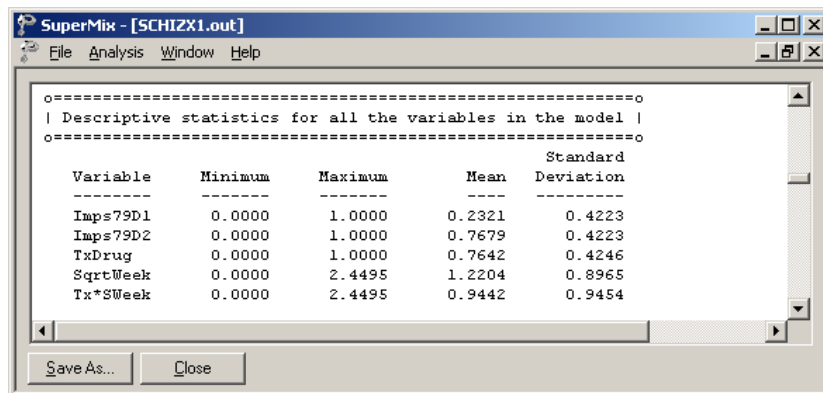 SuperMix - [SCHIZX1.out]
File Analysis Window Help
o===========================================================o
| Descriptive statistics for all the variables in the model |
o===========================================================o
Standard
Variable Minimum Maximum Mean Deviation
-------- ------- ------- ---- ---------
Imps79D1 0.0000 1.0000 0.2321 0.4223
Imps79D2 0.0000 1.0000 0.7679 0.4223
TxDrug 0.0000 1.0000 0.7642 0.4246
SqrtWeek 0.0000 2.4495 1.2204 0.8965
Tx*SWeek 0.0000 2.4495 0.9442 0.9454
Save As... Close